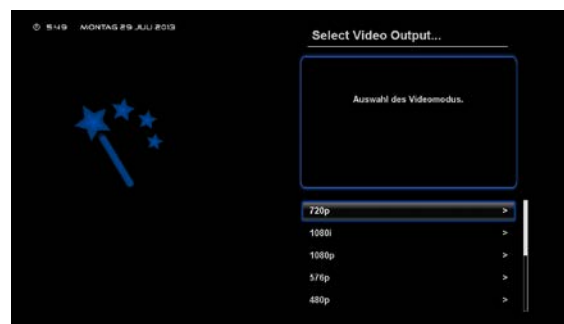 5:49 MONTAG 29 JULI 2013
Select Video Output...
Auswahl des Videomodus.
720p >
1080i >
1080p >
576p >
480p >